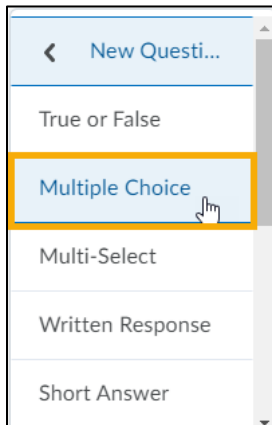 New Questi...
True or False
Multiple Choice
Multi-Select
Written Response
Short Answer